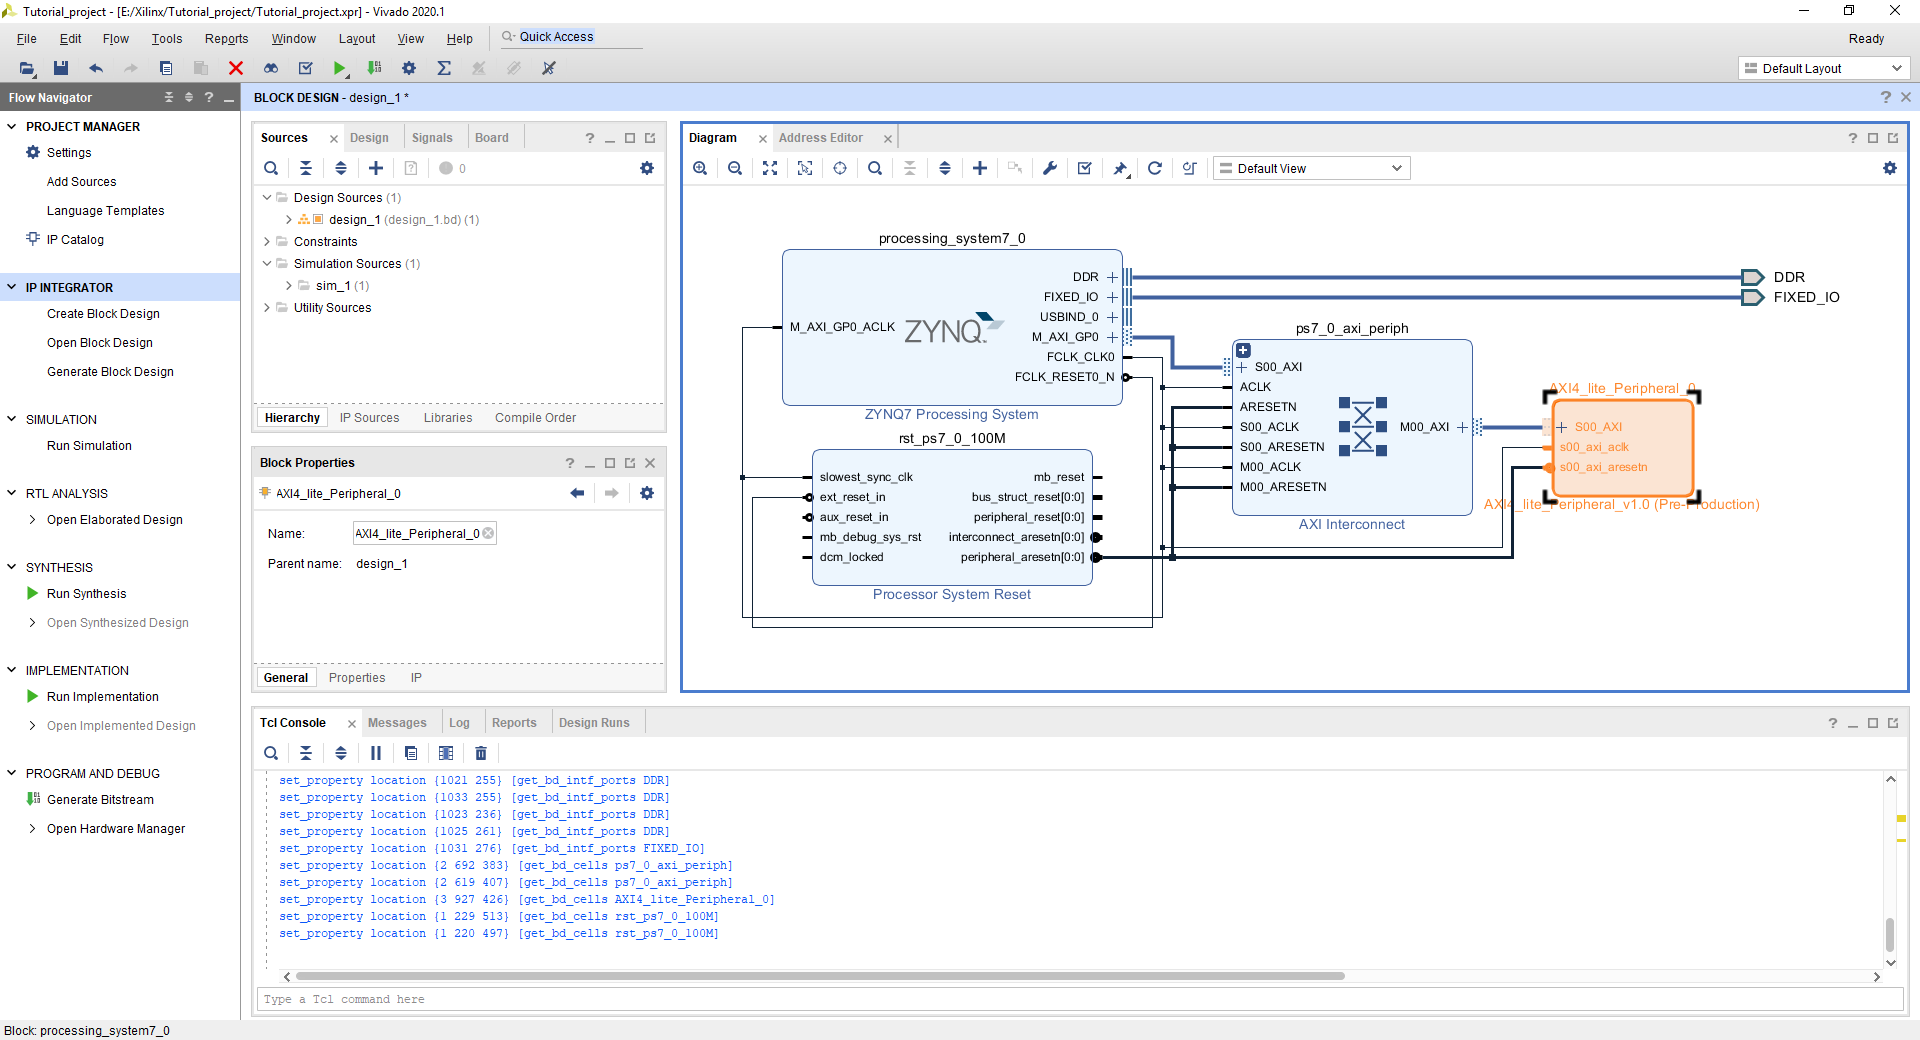 Tutorial_project - [E:/Xilinx/Tutorial_project/Tutorial_project.xpr] - Vivado 2020.1
File Edit Flow Tools Reports Window Layout View Help Quick Access Ready
Default Layout
Flow Navigator ? _
PROJECT MANAGER
Settings
Add Sources
Language Templates
IP Catalog
IP INTEGRATOR
Create Block Design
Open Block Design
Generate Block Design
SIMULATION
Run Simulation
RTL ANALYSIS
Open Elaborated Design
SYNTHESIS
Run Synthesis
Open Synthesized Design
IMPLEMENTATION
Run Implementation
Open Implemented Design
PROGRAM AND DEBUG
Generate Bitstream
Open Hardware Manager
BLOCK DESIGN - design_1 * ?
Sources Design Signals Board ?
0
Design Sources (1)
design_1 (design_1.bd) (1)
Constraints
Simulation Sources (1)
sim_1 (1)
Utility Sources
Hierarchy IP Sources Libraries Compile Order
Block Properties ?
AXI4_lite_Peripheral_0
Name: AXI4_lite_Peripheral_0
Parent name: design_1
General Properties IP
Diagram Address Editor ?
Default View
processing_system7_0
DDR
FIXED_IO
USBIND_0
M_AXI_GP0_ACLK ZYNQ
M_AXI_GP0
FCLK_CLK0
FCLK_RESET0_N
ZYNQ7 Processing System
rst_ps7_0_100M
slowest_sync_clk mb_reset
ext_reset_in bus_struct_reset[0:0]
aux_reset_in peripheral_reset[0:0]
mb_debug_sys_rst interconnect_aresetn[0:0]
dcm_locked peripheral_aresetn[0:0]
Processor System Reset
ps7_0_axi_periph
S00_AXI
ACLK
ARESETN
S00_ACLK M00_AXI
S00_ARESETN
M00_ACLK
M00_ARESETN
AXI Interconnect
AXI4_lite_Peripheral_0
S00_AXI
s00_axi_aclk
s00_axi_aresetn
AXI4_lite_Peripheral_v1.0 (Pre-Production)
DDR
FIXED_IO
Tcl Console Messages Log Reports Design Runs ?
set_property location {1021 255} [get_bd_intf_ports DDR]
set_property location {1033 255} [get_bd_intf_ports DDR]
set_property location {1023 236} [get_bd_intf_ports DDR]
set_property location {1025 261} [get_bd_intf_ports DDR]
set_property location {1031 276} [get_bd_intf_ports FIXED_IO]
set_property location {2 692 383} [get_bd_cells ps7_0_axi_periph]
set_property location {2 619 407} [get_bd_cells ps7_0_axi_periph]
set_property location {3 927 426} [get_bd_cells AXI4_lite_Peripheral_0]
set_property location {1 229 513} [get_bd_cells rst_ps7_0_100M]
set_property location {1 220 497} [get_bd_cells rst_ps7_0_100M]
Type a Tcl command here
Block: processing_system7_0